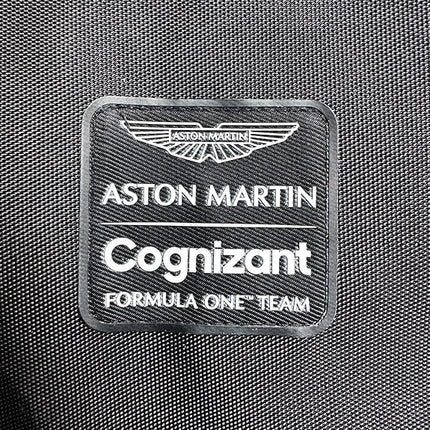 ASTON MARTIN
ASTON MARTIN
Cognizant
FORMULA ONE™ TEAM